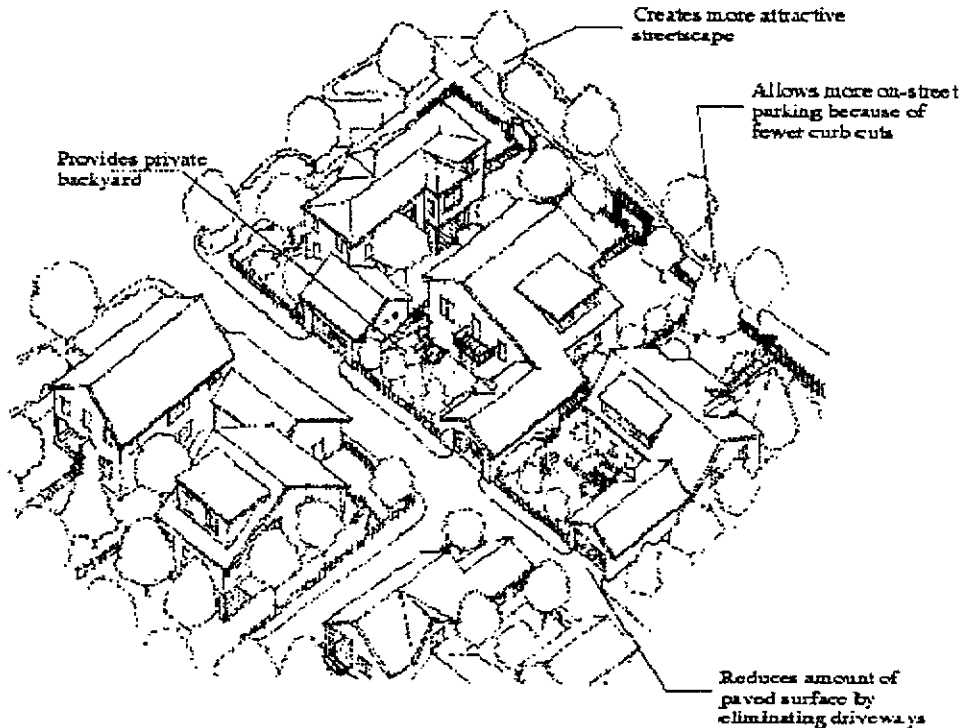 Creates more attractive
streetscape
Allows more on-street
parking because of
fewer curb cuts
Provides private
backyard
Reduces amount of
paved surface by
eliminating driveways